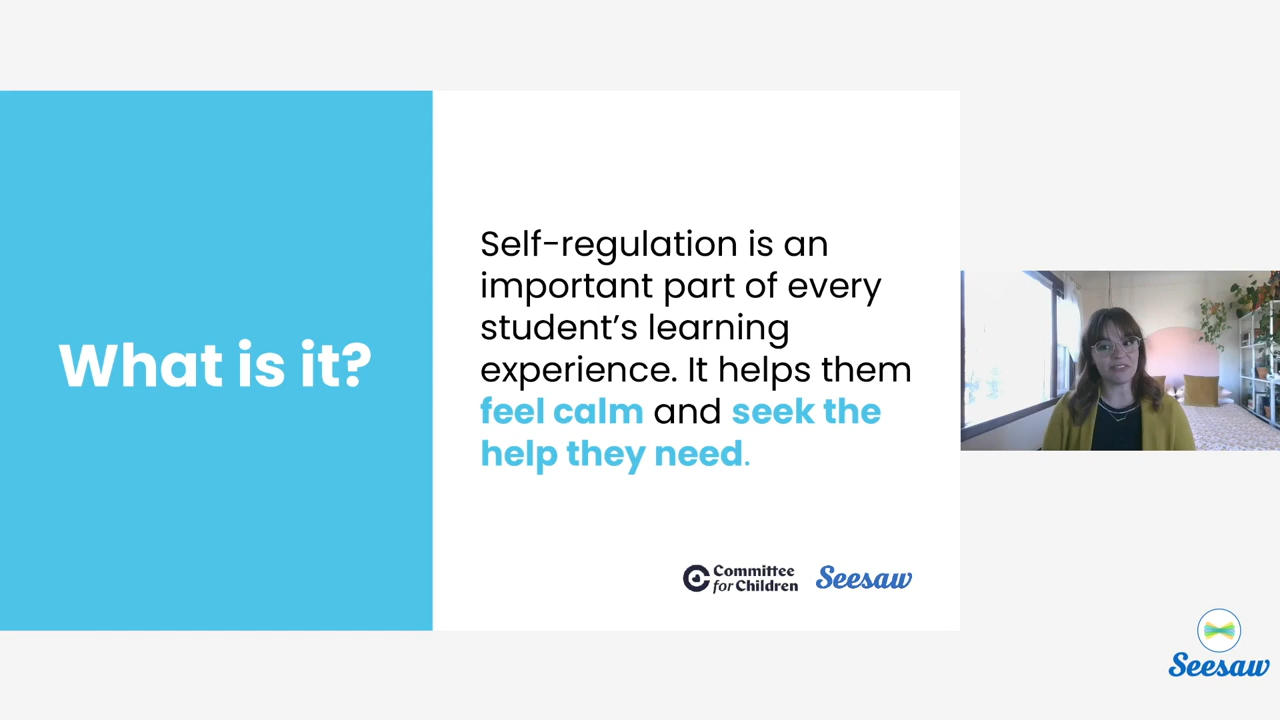 What is it?
Self-regulation is an
important part of every
student’s learning
experience. It helps them
feel calm and seek the
help they need.
Committee
for Children
Seesaw
Seesaw